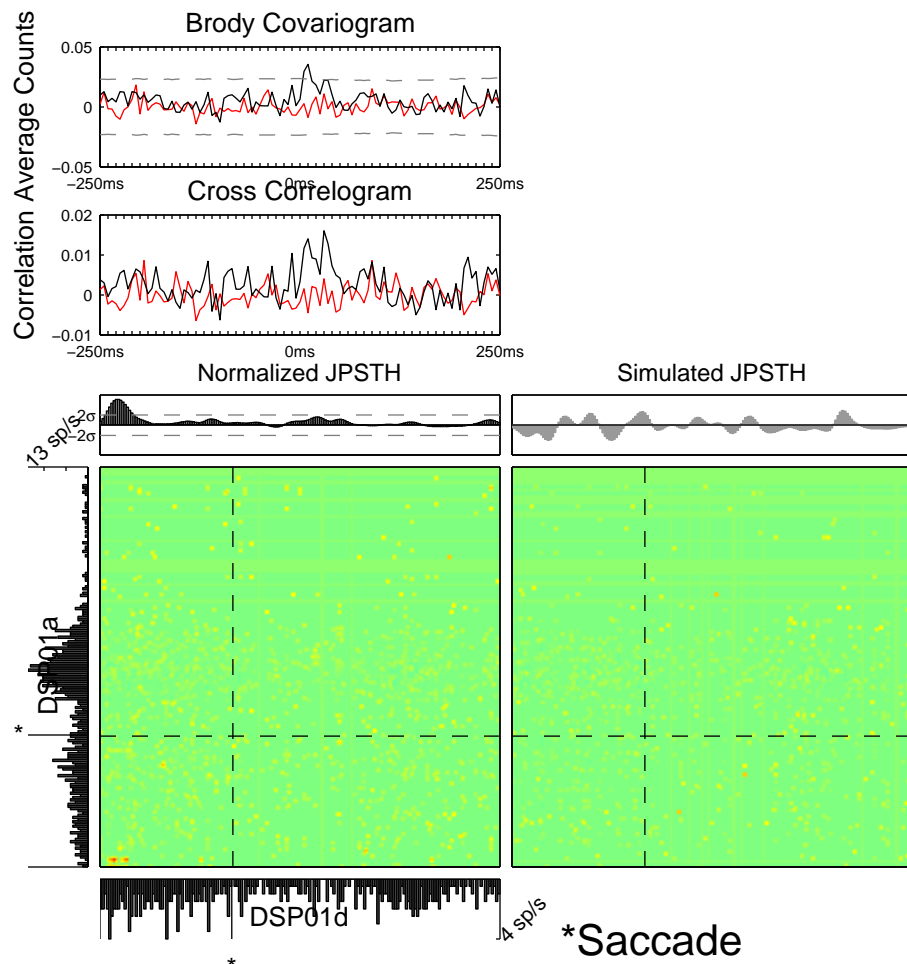 Brody Covariogram
Correlation Average Counts
0.05
0
−0.05
−250ms
0ms
250ms
Cross Correlogram
0.02
0.01
0
−0.01
−250ms
0ms
250ms
Normalized JPSTH
Simulated JPSTH
2σ
−2σ
13 sp/s
DSP01a
*
DSP01d
4 sp/s
*
*Saccade